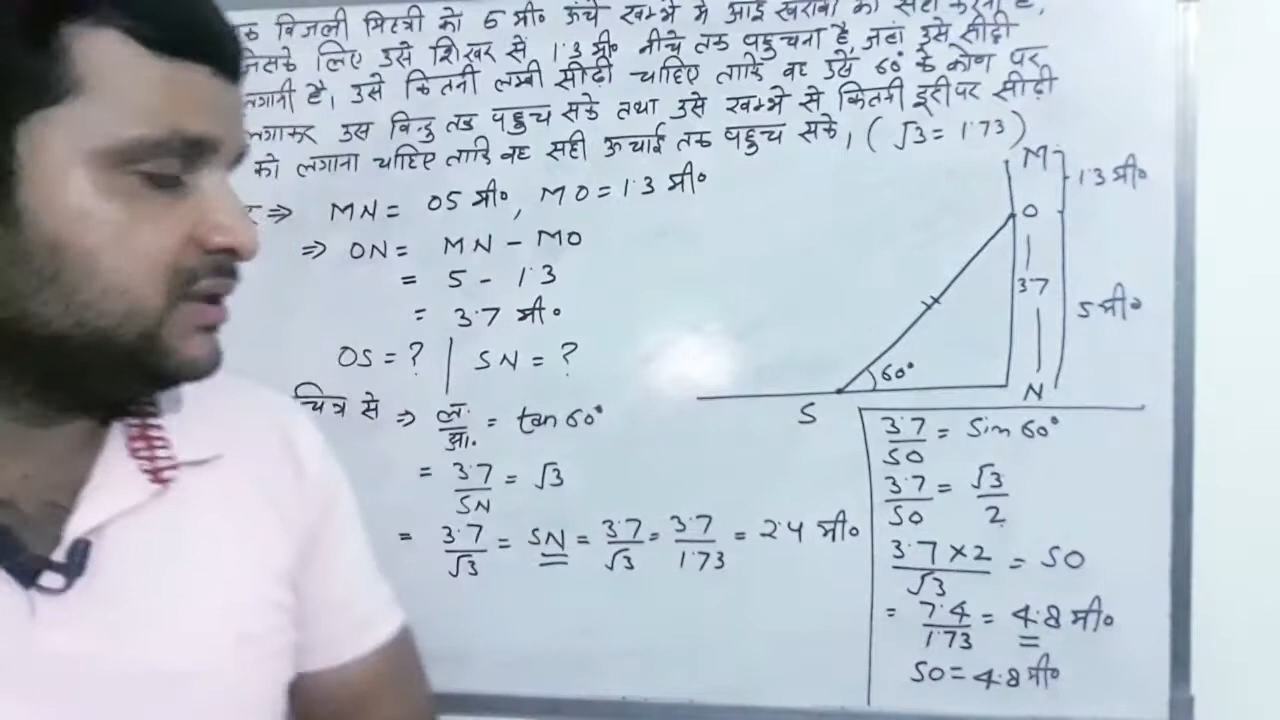 बिजली मिस्त्री को 5 मी० ऊंचे खम्भे में आई खराबी को
लिए उसे शिखर से 1.3 मी० नीचे तक पहुचना है, जहां उसे सीढ़ी
लगानी है। उसे कितनी लम्बी सीढ़ी चाहिए ताकि वह उसे 60° के कोण पर
लगाकर उस बिन्दु तक पहुच सके तथा उसे खम्भे से कितनी दूरी पर सीढ़ी
को लगाना चाहिए ताकि वह सही ऊचाई तक पहुच सके, (√3 = 1.73)
⇒ MN = 05 मी०, MO = 1.3 मी०
⇒ ON = MN - MO
= 5 - 1.3
= 3.7 मी०
OS = ? | SN = ?
चित्र से ⇒ ल./आ. = tan 60°
= 3.7/SN = √3
= 3.7/√3 = SN = 3.7/√3 = 3.7/1.73 = 2.4 मी०
M
1.3 मी०
O
3.7
5 मी०
60°
S
N
3.7/SO = Sin 60°
3.7/SO = √3/2
3.7×2/√3 = SO
= 7.4/1.73 = 4.8 मी०
SO = 4.8 मी०